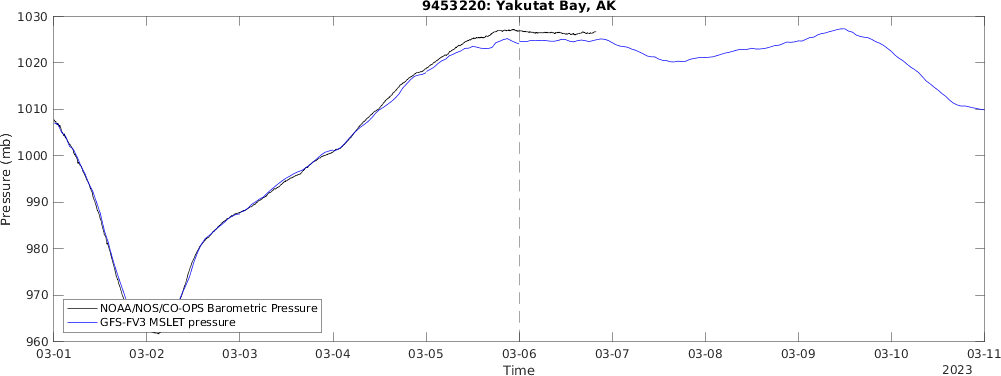 9453220: Yakutat Bay, AK
Pressure (mb)
1030
1020
1010
1000
990
980
970
960
NOAA/NOS/CO-OPS Barometric Pressure
GFS-FV3 MSLET pressure
03-01 03-02 03-03 03-04 03-05 03-06 03-07 03-08 03-09 03-10 03-11
Time
2023